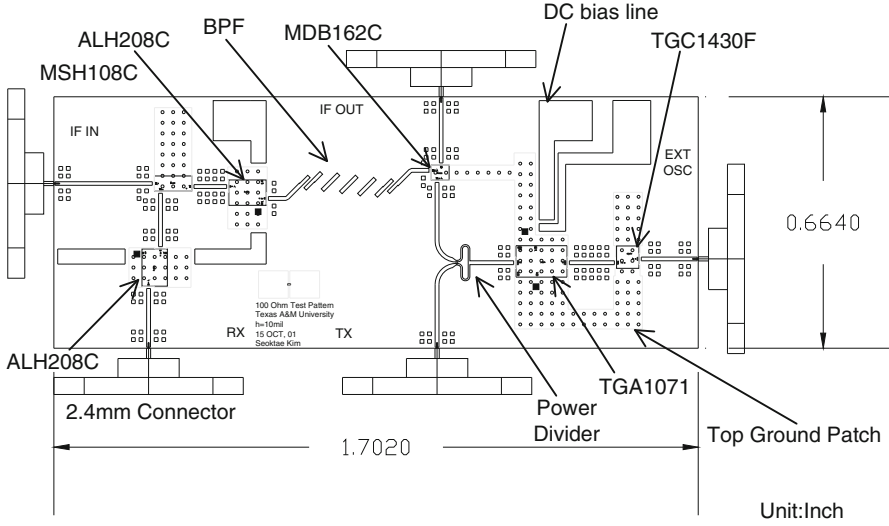 DC bias line
BPF
TGC1430F
ALH208C
MDB162C
MSH108C
IF OUT
IF IN
EXT
OSC
0.6640
100 Ohm Test Pattern
Texas A&M University
h=10mil
15 OCT, 01
Seoktae Kim
RX
TX
ALH208C
TGA1071
2.4mm Connector
Power
Divider
Top Ground Patch
1.7020
Unit:Inch